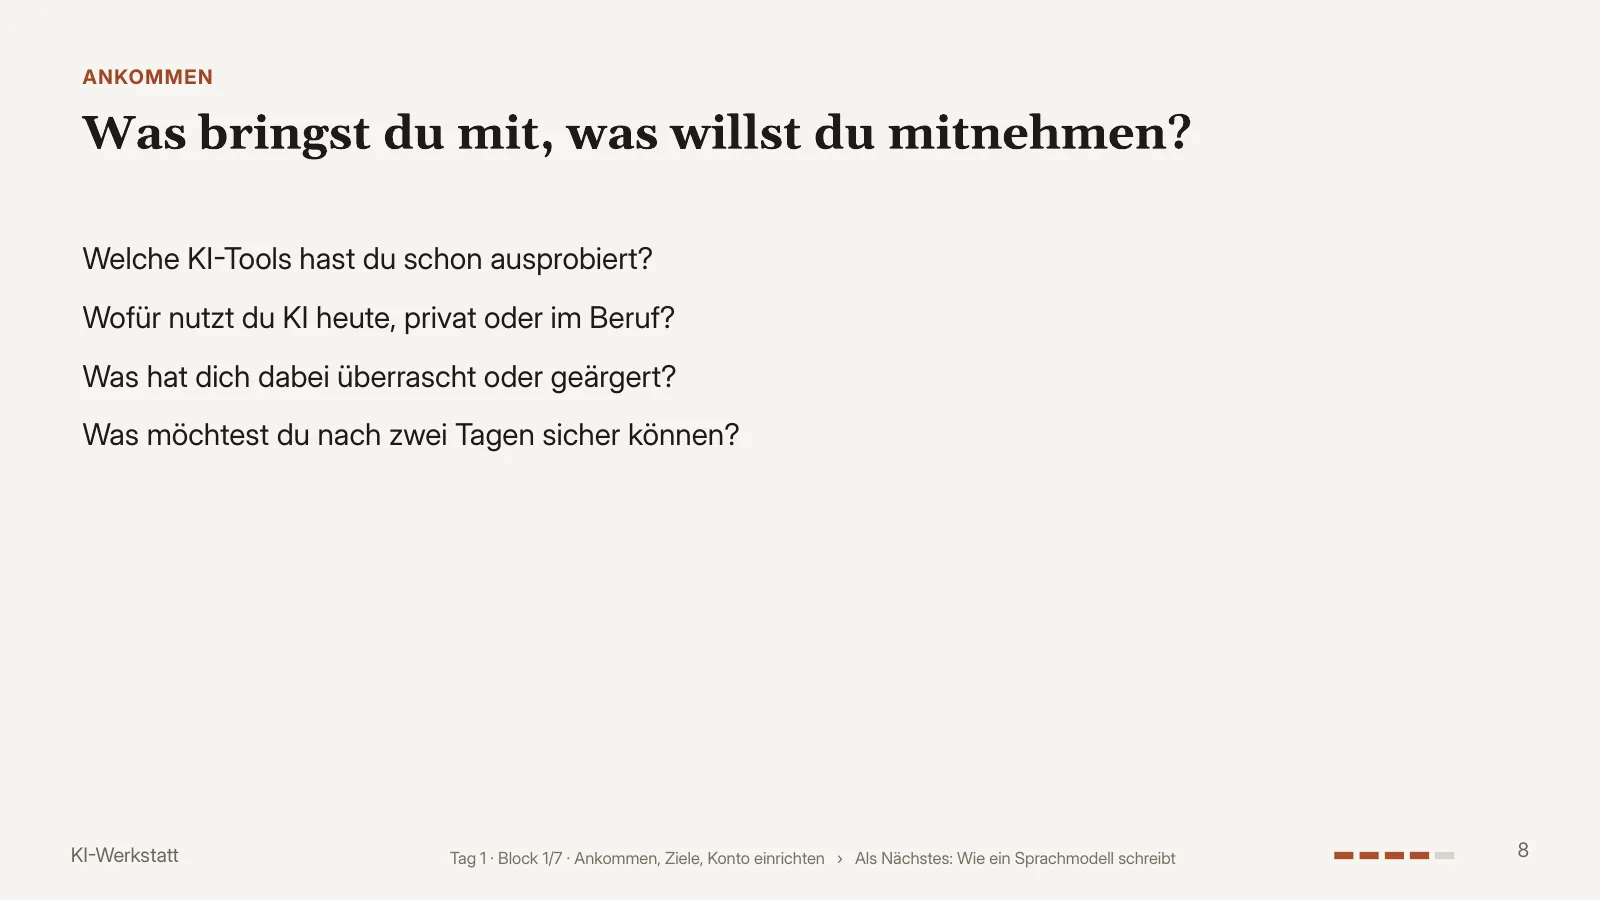 ANKOMMEN
Was bringst du mit, was willst du mitnehmen?
Welche KI-Tools hast du schon ausprobiert?
Wofür nutzt du KI heute, privat oder im Beruf?
Was hat dich dabei überrascht oder geärgert?
Was möchtest du nach zwei Tagen sicher können?
KI-Werkstatt
Tag 1 · Block 1/7 · Ankommen, Ziele, Konto einrichten › Als Nächstes: Wie ein Sprachmodell schreibt
8